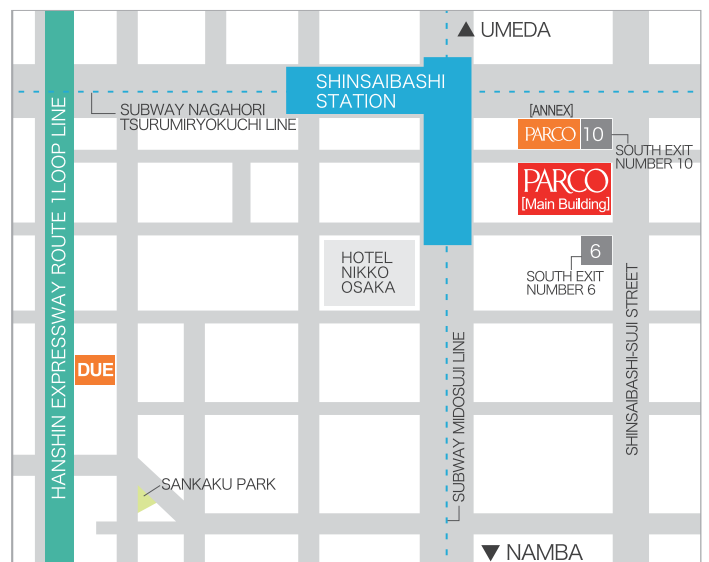 ▲ UMEDA
SHINSAIBASHI
STATION
SUBWAY NAGAHORI
TSURUMIRYOKUCHI LINE
[ANNEX]
PARCO
10
SOUTH EXIT
NUMBER 10
PARCO
[Main Building]
HANSHIN EXPRESSWAY ROUTE 1LOOP LINE
HOTEL
NIKKO
OSAKA
6
SOUTH EXIT
NUMBER 6
SHINSAIBASHI-SUJI STREET
SUBWAY MIDOSUJI LINE
DUE
SANKAKU PARK
▼ NAMBA